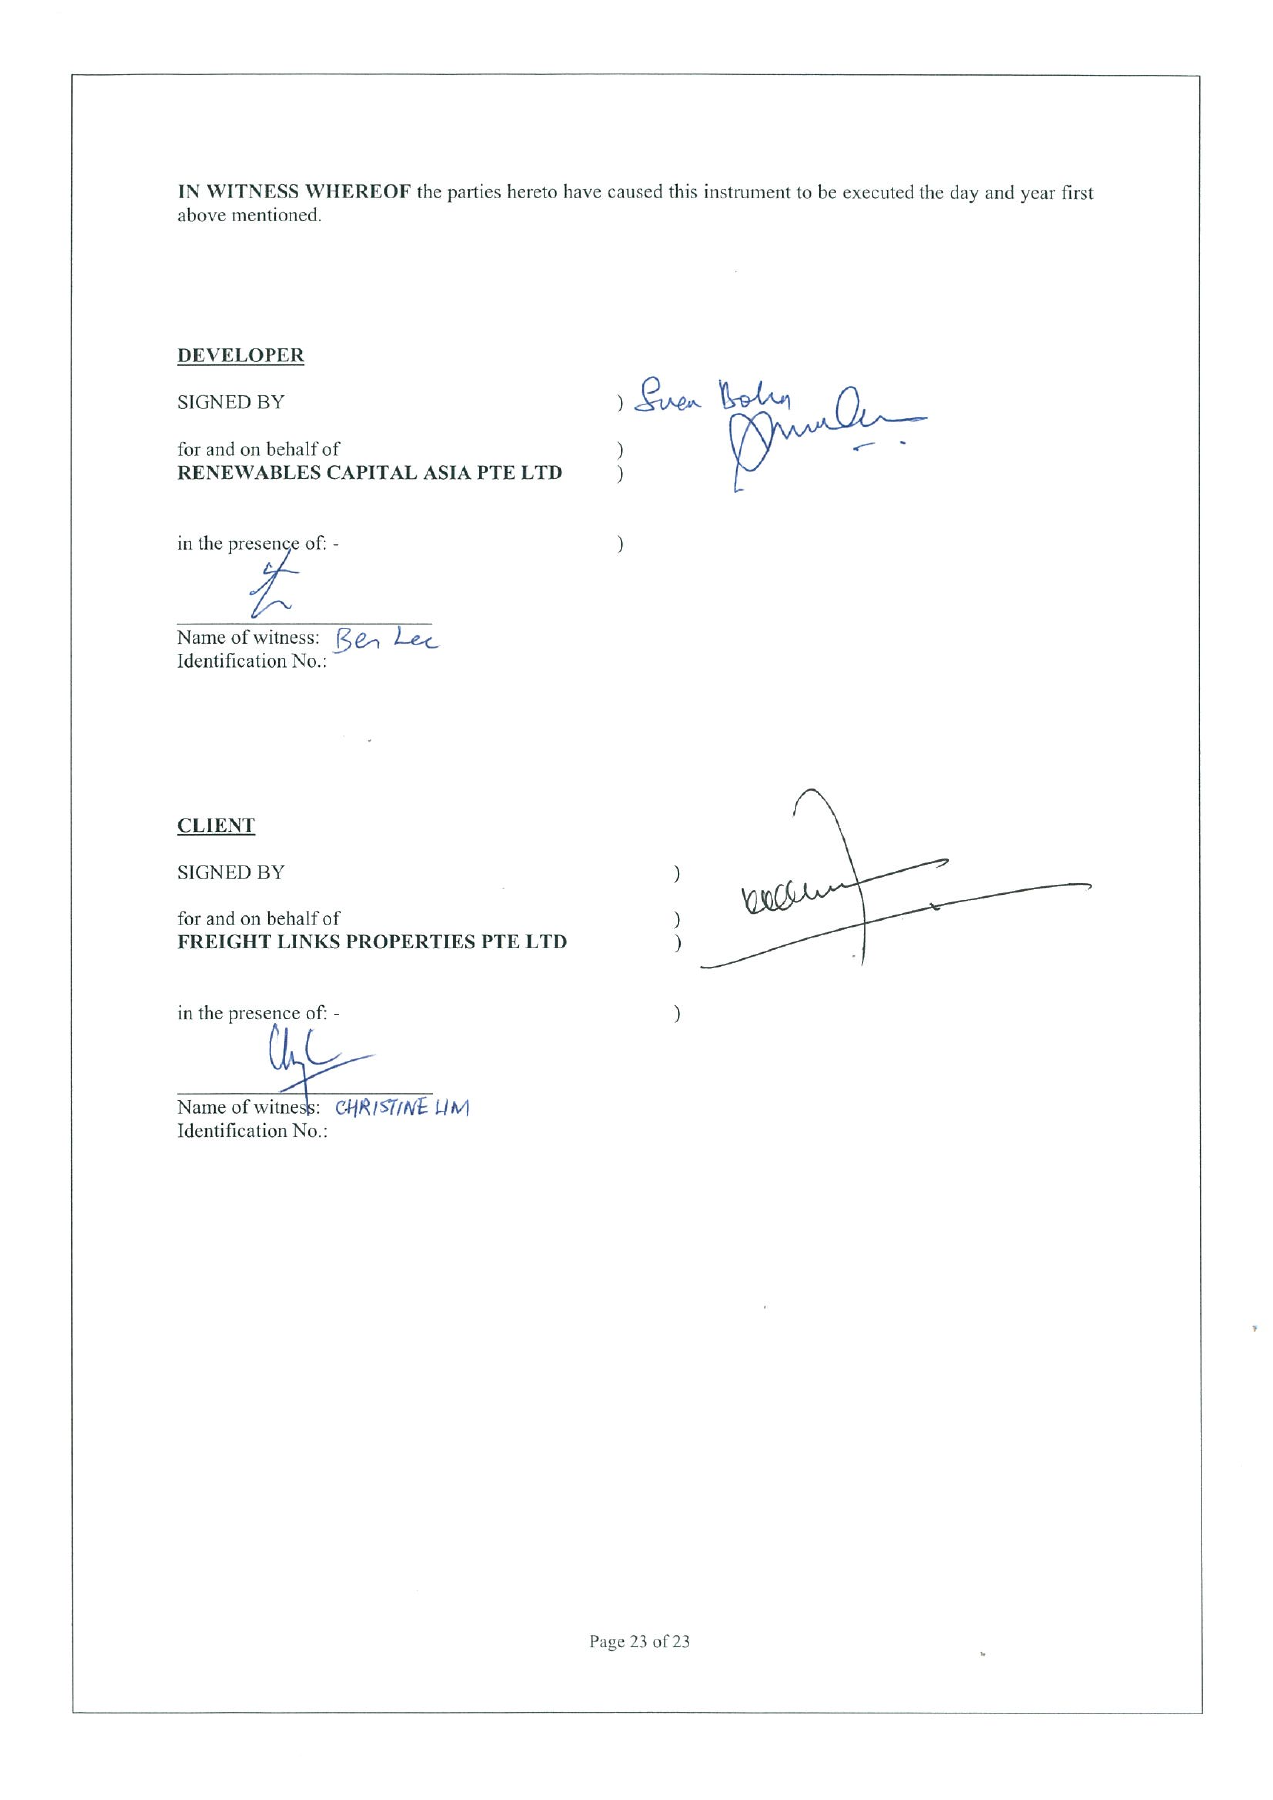 IN WITNESS WHEREOF the parties hereto have caused this instrument to be executed the day and year first
above mentioned.
DEVELOPER
SIGNED BY ) Sven
for and on behalf of )
RENEWABLES CAPITAL ASIA PTE LTD )
in the presence of: - )
Name of witness: Ben Lee
Identification No.:
CLIENT
SIGNED BY )
for and on behalf of )
FREIGHT LINKS PROPERTIES PTE LTD )
in the presence of: - )
Name of witness: CHRISTINE LIM
Identification No.:
Page 23 of 23